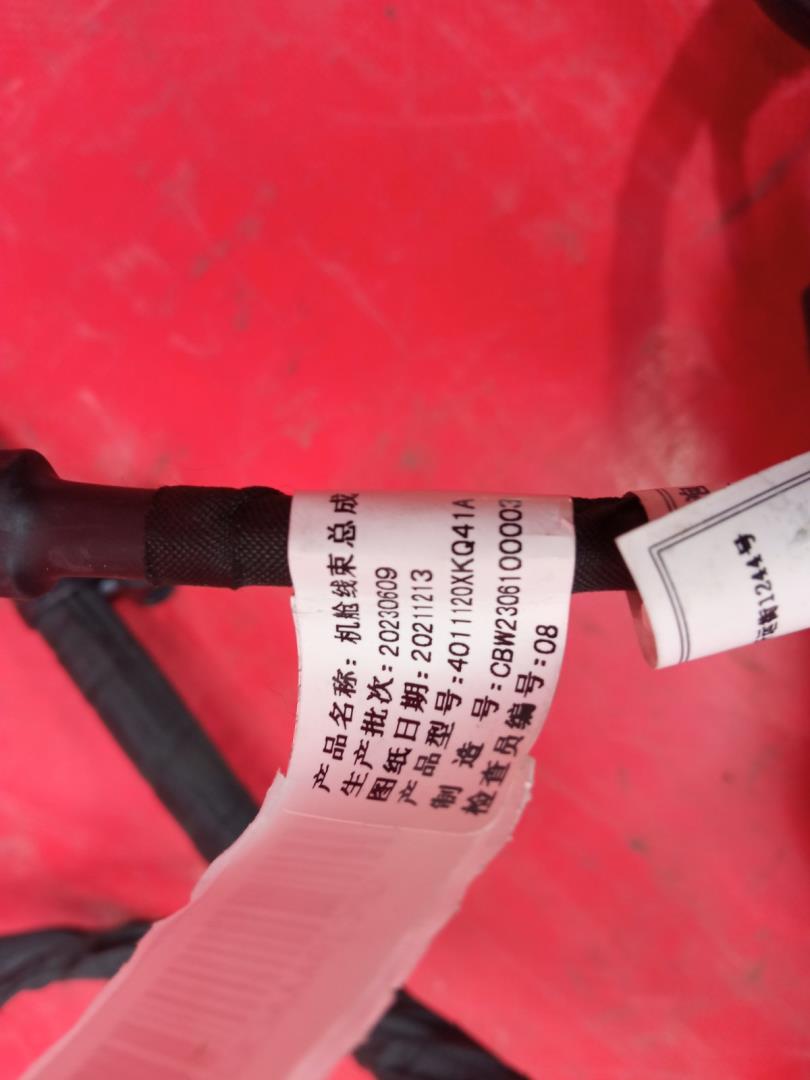 产品名称:机舱线束总成
生产批次:20230609
图纸日期:20211213
产品型号:4011120XKQ41A
制 造 号:CBW2306100003
检查员编号:08
1244号